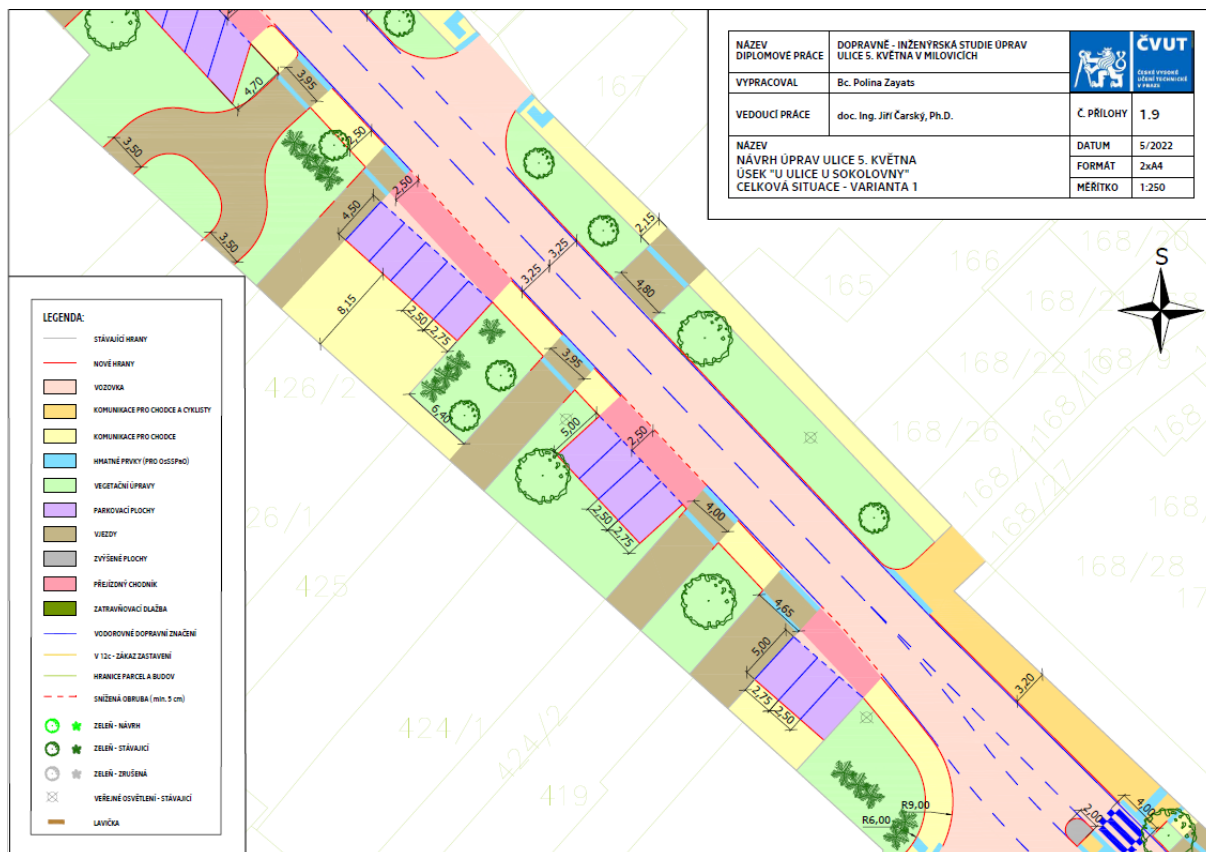 NÁZEV
DIPLOMOVÉ PRÁCE
DOPRAVNĚ - INŽENÝRSKÁ STUDIE ÚPRAV
ULICE 5. KVĚTNA V MILOVICÍCH
VYPRACOVAL
Bc. Polina Zayats
VEDOUCÍ PRÁCE
doc. Ing. Jiří Čarský, Ph.D.
ČVUT
ČESKÉ VYSOKÉ
UČENÍ TECHNICKÉ
V PRAZE
Č. PŘÍLOHY
1.9
NÁZEV
NÁVRH ÚPRAV ULICE 5. KVĚTNA
ÚSEK "U ULICE U SOKOLOVNY"
CELKOVÁ SITUACE - VARIANTA 1
DATUM
5/2022
FORMÁT
2xA4
MĚŘÍTKO
1:250
S
LEGENDA:
STÁVAJÍCÍ HRANY
NOVÉ HRANY
VOZOVKA
KOMUNIKACE PRO CHODCE A CYKLISTY
KOMUNIKACE PRO CHODCE
HMATNÉ PRVKY (PRO OsSSPaO)
VEGETAČNÍ ÚPRAVY
PARKOVACÍ PLOCHY
VJEZDY
ZVÝŠENÉ PLOCHY
PŘEJÍZDNÝ CHODNÍK
ZATRAVŇOVACÍ DLAŽBA
VODOROVNÉ DOPRAVNÍ ZNAČENÍ
V 12c - ZÁKAZ ZASTAVENÍ
HRANICE PARCEL A BUDOV
SNÍŽENÁ OBRUBA ( min. 5 cm)
ZELEŇ - NÁVRH
ZELEŇ - STÁVAJÍCÍ
ZELEŇ - ZRUŠENÁ
VEŘEJNÉ OSVĚTLENÍ - STÁVAJÍCÍ
LAVIČKA
3,95
4,70
2,50
3,50
2,50
4,50
3,50
8,15
2,50
2,75
3,25
3,25
2,15
4,80
3,95
6,40
5,00
2,50
2,50
2,75
4,00
4,65
5,00
2,75
2,50
3,20
R9,00
R6,00
2,00
4,00
167
165
166
168/20
168/22
168/19
168/26
168/27
168/28
426/2
425
424/1
424/2
419